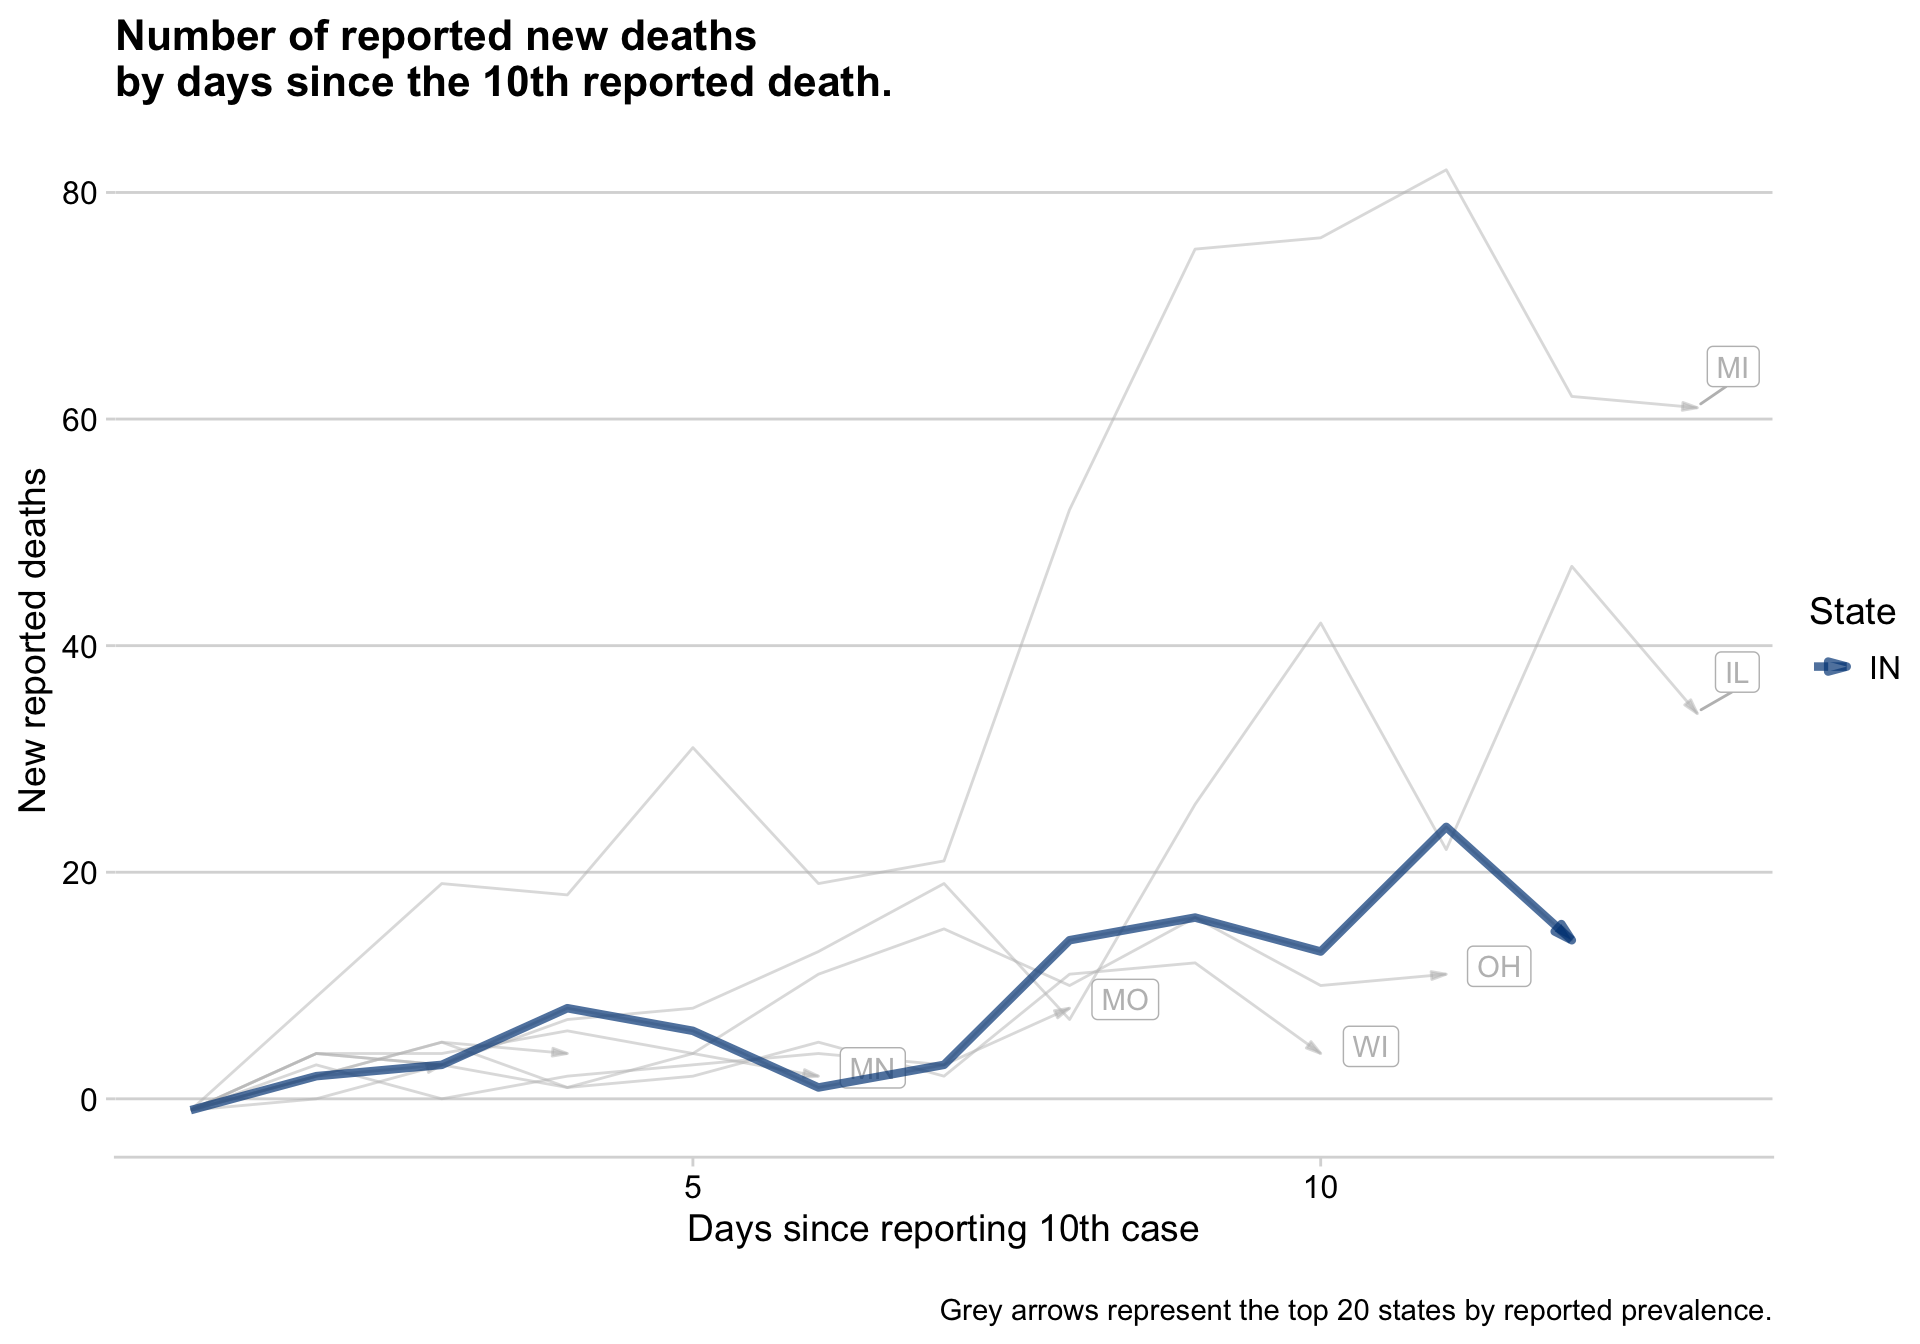 Number of reported new deaths
by days since the 10th reported death.
80
60
40
20
0
New reported deaths
MI
IL
OH
MO
WI
MN
State
IN
5
10
Days since reporting 10th case
Grey arrows represent the top 20 states by reported prevalence.